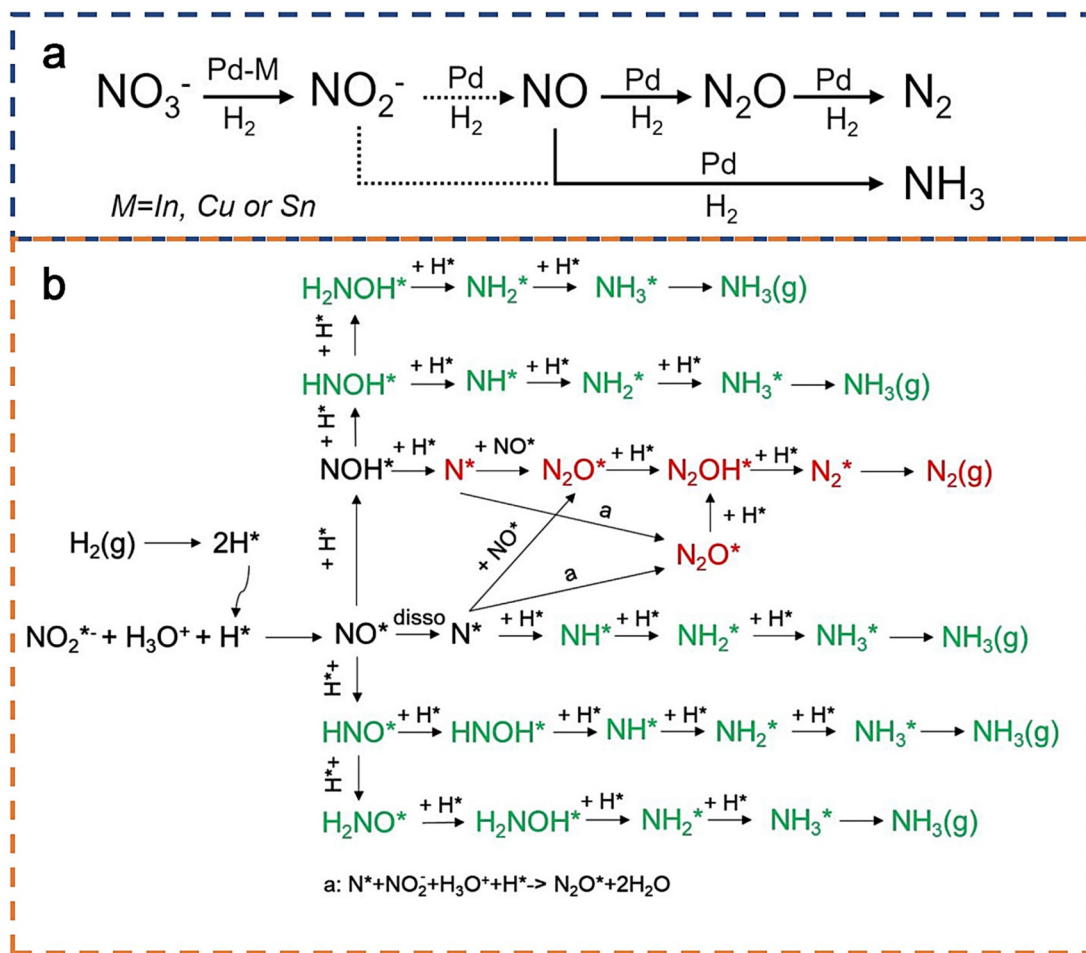 a
Pd-M Pd Pd Pd
NO₃⁻ NO₂⁻ NO N₂O N₂
H₂ H₂ H₂ H₂
Pd
NH₃
M=In, Cu or Sn H₂
b
+ H* + H*
H₂NOH* NH₂* NH₃* NH₃(g)
+ H*
+ H* + H* + H*
HNOH* NH* NH₂* NH₃* NH₃(g)
+ H*
+ H* + NO* + H* + H*
NOH* N* N₂O* N₂OH* N₂* N₂(g)
a + H*
H₂(g) 2H* + H* + NO* N₂O*
a
disso + H* + H* + H*
NO₂*⁻ + H₃O⁺ + H* NO* N* NH* NH₂* NH₃* NH₃(g)
H*+
+ H* + H* + H* + H*
HNO* HNOH* NH* NH₂* NH₃* NH₃(g)
H*+
+ H* + H* + H*
H₂NO* H₂NOH* NH₂* NH₃* NH₃(g)
a: N*+NO₂⁻+H₃O⁺+H*-> N₂O*+2H₂O